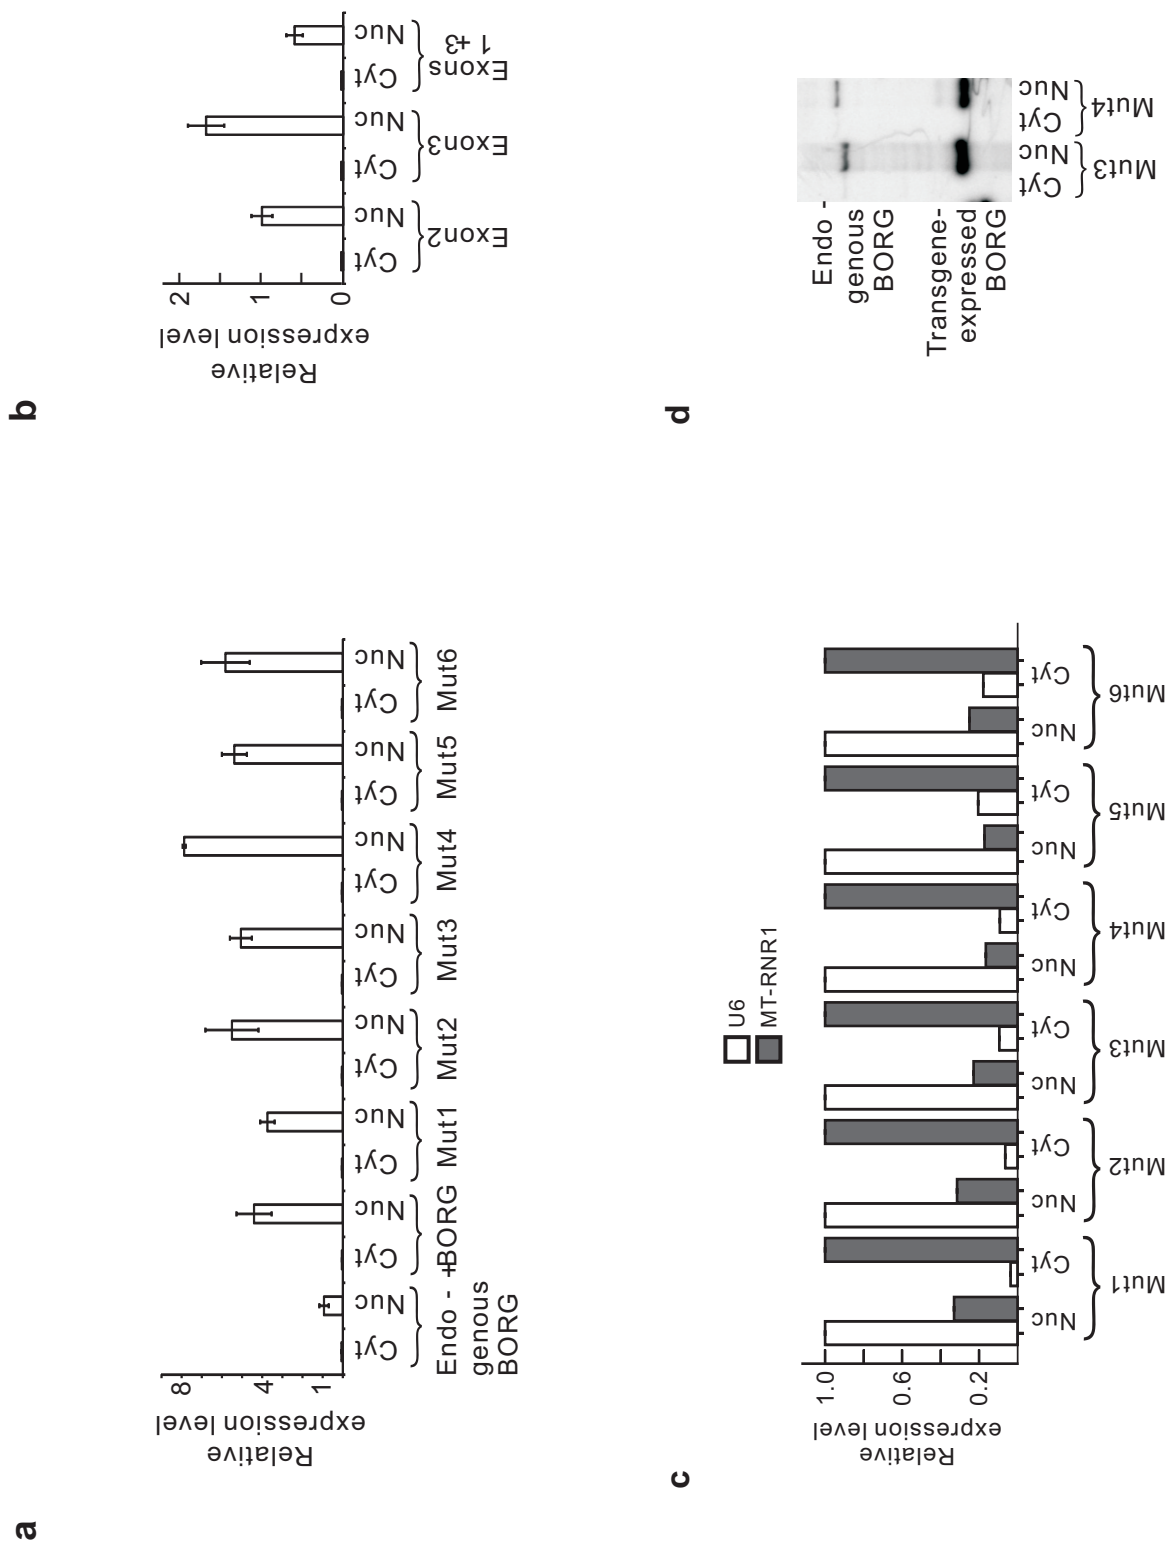 a
Relative
expression level
8
4
1
Cyt
Nuc
Cyt
Nuc
Cyt
Nuc
Cyt
Nuc
Cyt
Nuc
Cyt
Nuc
Cyt
Nuc
Cyt
Nuc
Endo -
genous
BORG
+BORG
Mut1
Mut2
Mut3
Mut4
Mut5
Mut6
b
Relative
expression level
2
1
0
Cyt
Nuc
Cyt
Nuc
Cyt
Nuc
Exon2
Exon3
Exons
1+3
c
Relative
expression level
1.0
0.6
0.2
U6
MT-RNR1
Nuc
Cyt
Nuc
Cyt
Nuc
Cyt
Nuc
Cyt
Nuc
Cyt
Nuc
Cyt
Mut1
Mut2
Mut3
Mut4
Mut5
Mut6
d
Endo -
genous
BORG
Transgene-
expressed
BORG
Cyt
Nuc
Cyt
Nuc
Mut3
Mut4